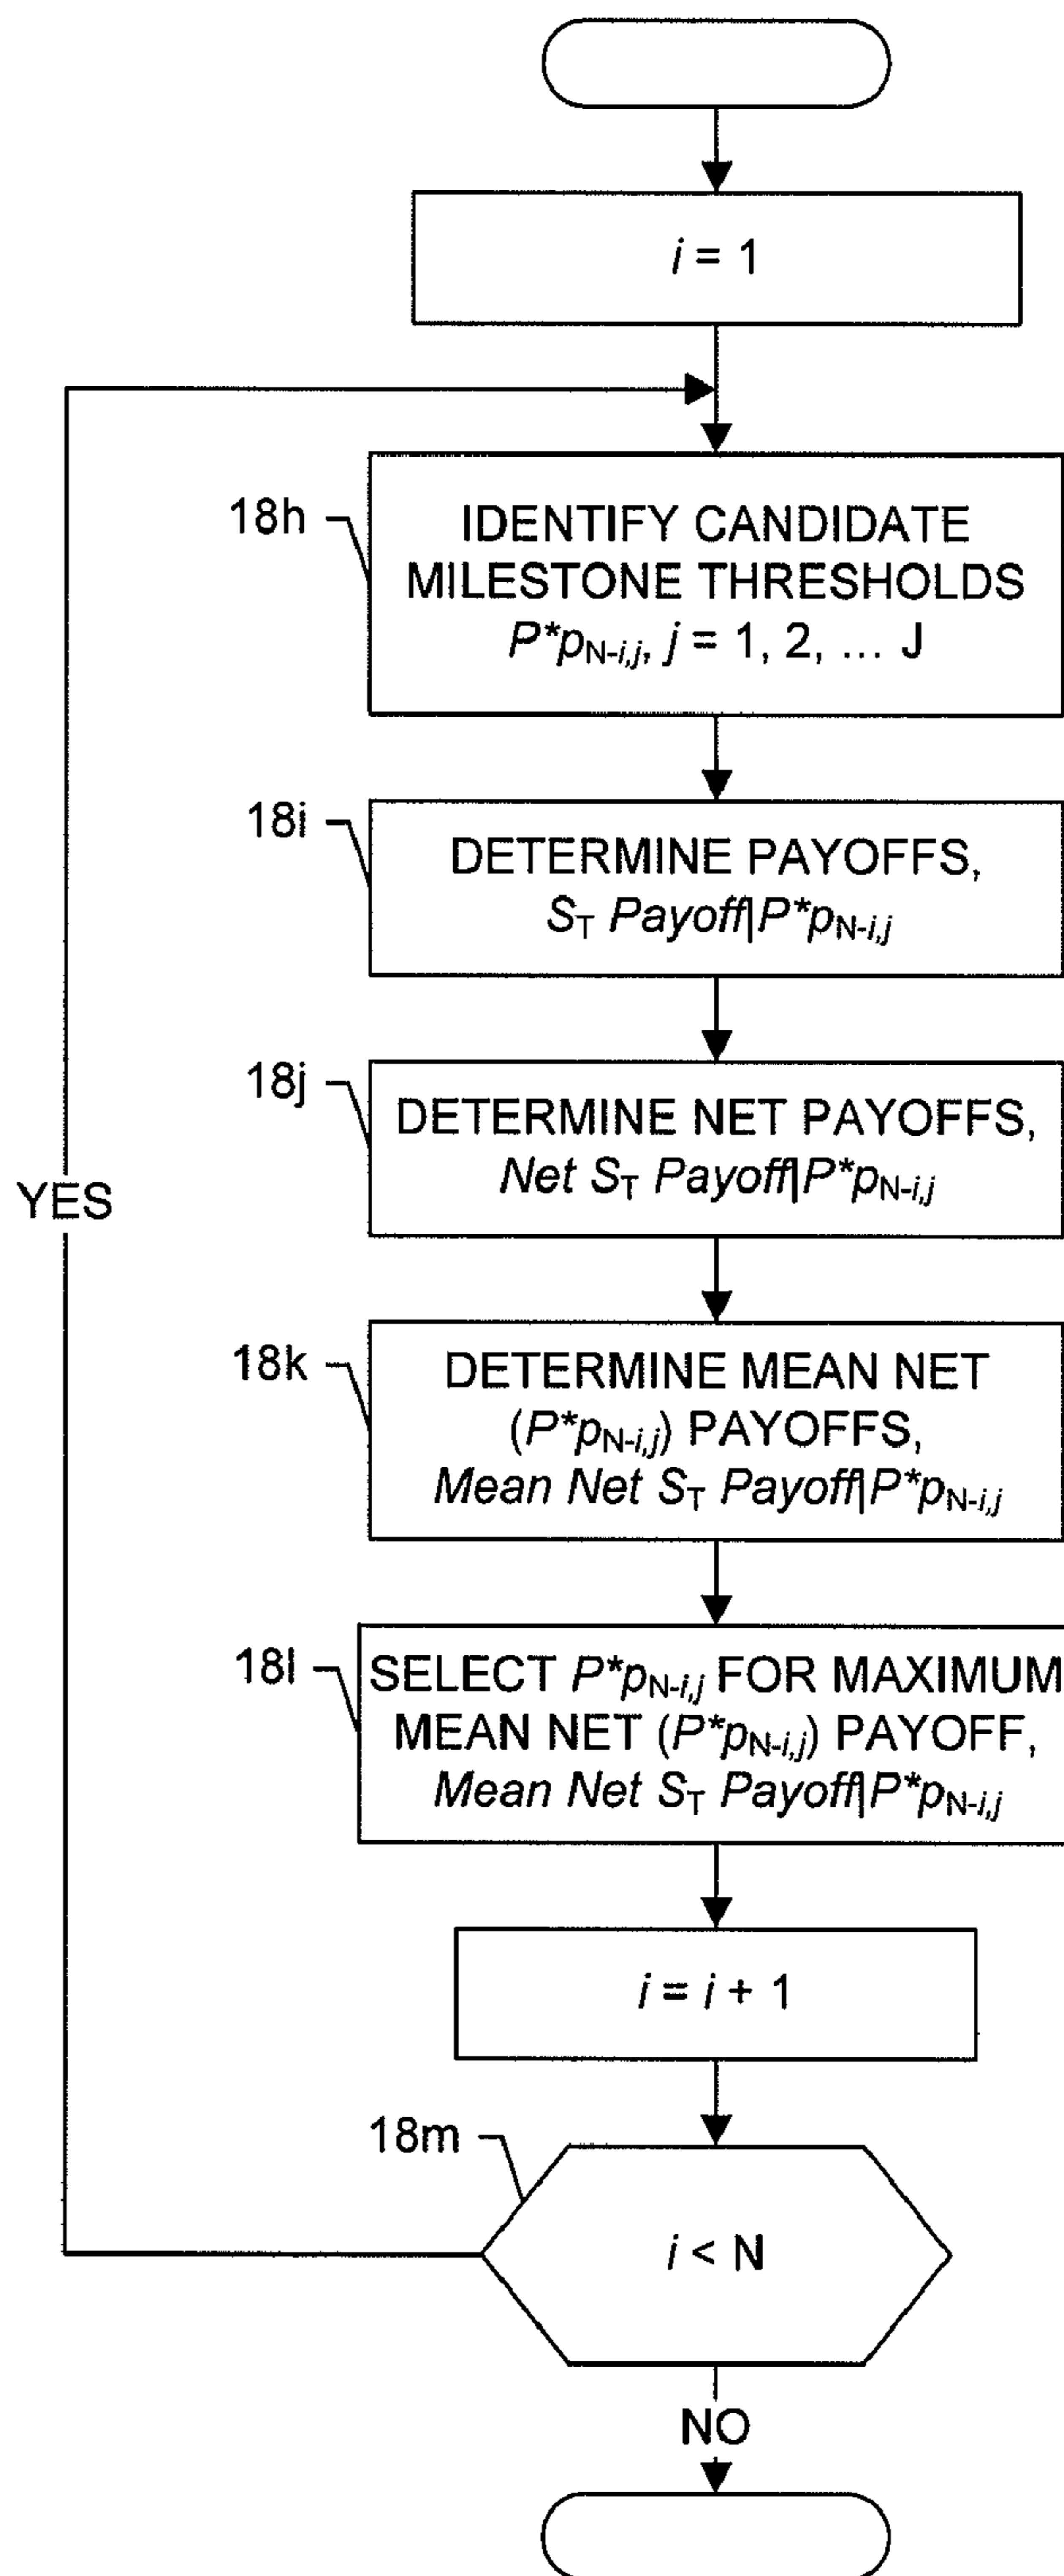 i = 1
18h
IDENTIFY CANDIDATE
MILESTONE THRESHOLDS
P*pN-i,j, j = 1, 2, ... J
18i
DETERMINE PAYOFFS,
ST Payoff|P*pN-i,j
18j
DETERMINE NET PAYOFFS,
Net ST Payoff|P*pN-i,j
YES
18k
DETERMINE MEAN NET
(P*pN-i,j) PAYOFFS,
Mean Net ST Payoff|P*pN-i,j
18l
SELECT P*pN-i,j FOR MAXIMUM
MEAN NET (P*pN-i,j) PAYOFF,
Mean Net ST Payoff|P*pN-i,j
i = i + 1
18m
i < N
NO